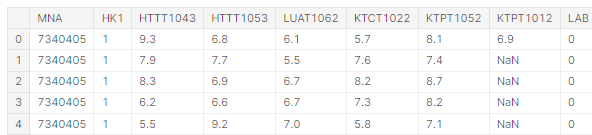 MNA HK1 HTTT1043 HTTT1053 LUAT1062 KTCT1022 KTPT1052 KTPT1012 LAB
0 7340405 1 9.3 6.8 6.1 5.7 8.1 6.9 0
1 7340405 1 7.9 7.7 5.5 7.6 7.4 NaN 0
2 7340405 1 8.3 6.9 6.7 8.2 8.7 NaN 0
3 7340405 1 6.2 6.6 6.7 7.3 8.2 NaN 0
4 7340405 1 5.5 9.2 7.0 5.8 7.1 NaN 0